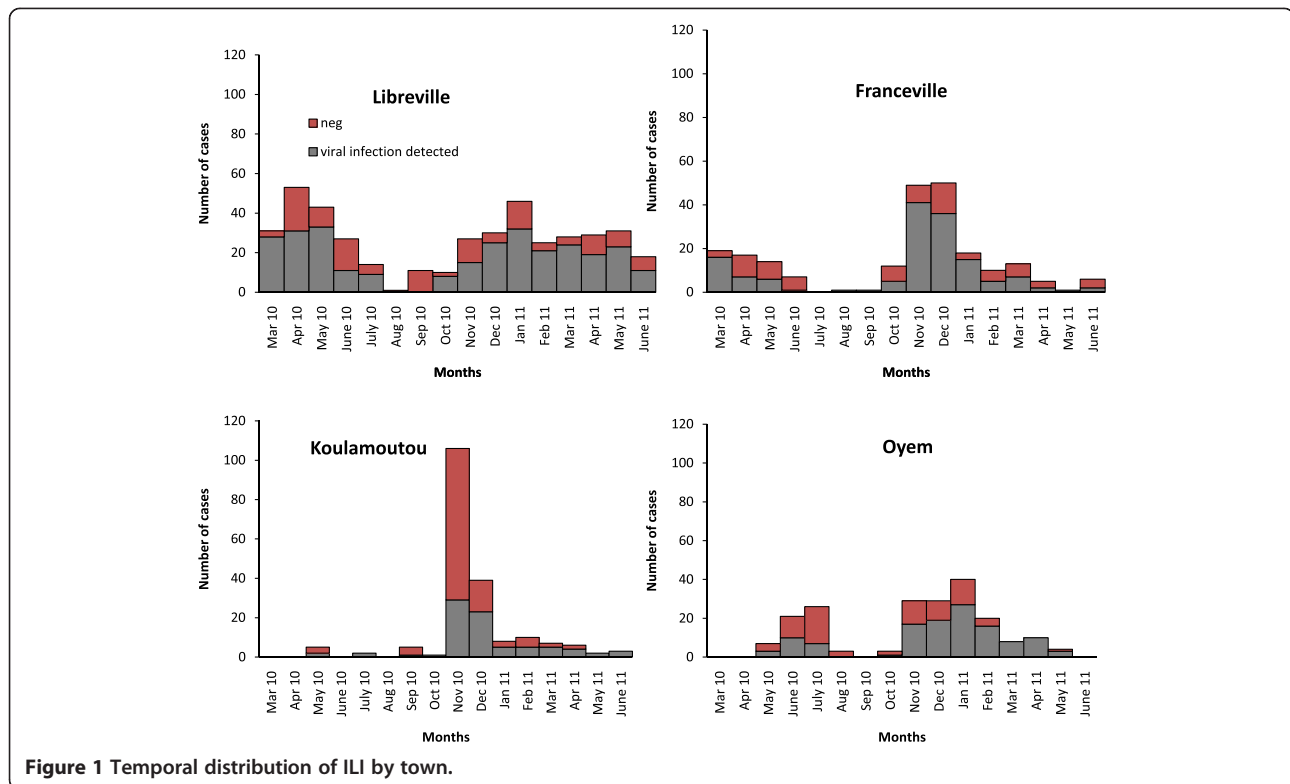 Libreville
neg
viral infection detected
Number of cases
120
100
80
60
40
20
0
Mar 10
Apr 10
May 10
June 10
July 10
Aug 10
Sep 10
Oct 10
Nov 10
Dec 10
Jan 11
Feb 11
Mar 11
Apr 11
May 11
June 11
Months
Franceville
Number of cases
120
100
80
60
40
20
0
Mar 10
Apr 10
May 10
June 10
July 10
Aug 10
Sep 10
Oct 10
Nov 10
Dec 10
Jan 11
Feb 11
Mar 11
Apr 11
May 11
June 11
Months
Koulamoutou
Number of cases
120
100
80
60
40
20
0
Mar 10
Apr 10
May 10
June 10
July 10
Aug 10
Sep 10
Oct 10
Nov 10
Dec 10
Jan 11
Feb 11
Mar 11
Apr 11
May 11
June 11
Months
Oyem
Number of cases
120
100
80
60
40
20
0
Mar 10
Apr 10
May 10
June 10
July 10
Aug 10
Sep 10
Oct 10
Nov 10
Dec 10
Jan 11
Feb 11
Mar 11
Apr 11
May 11
June 11
Months
Figure 1 Temporal distribution of ILI by town.